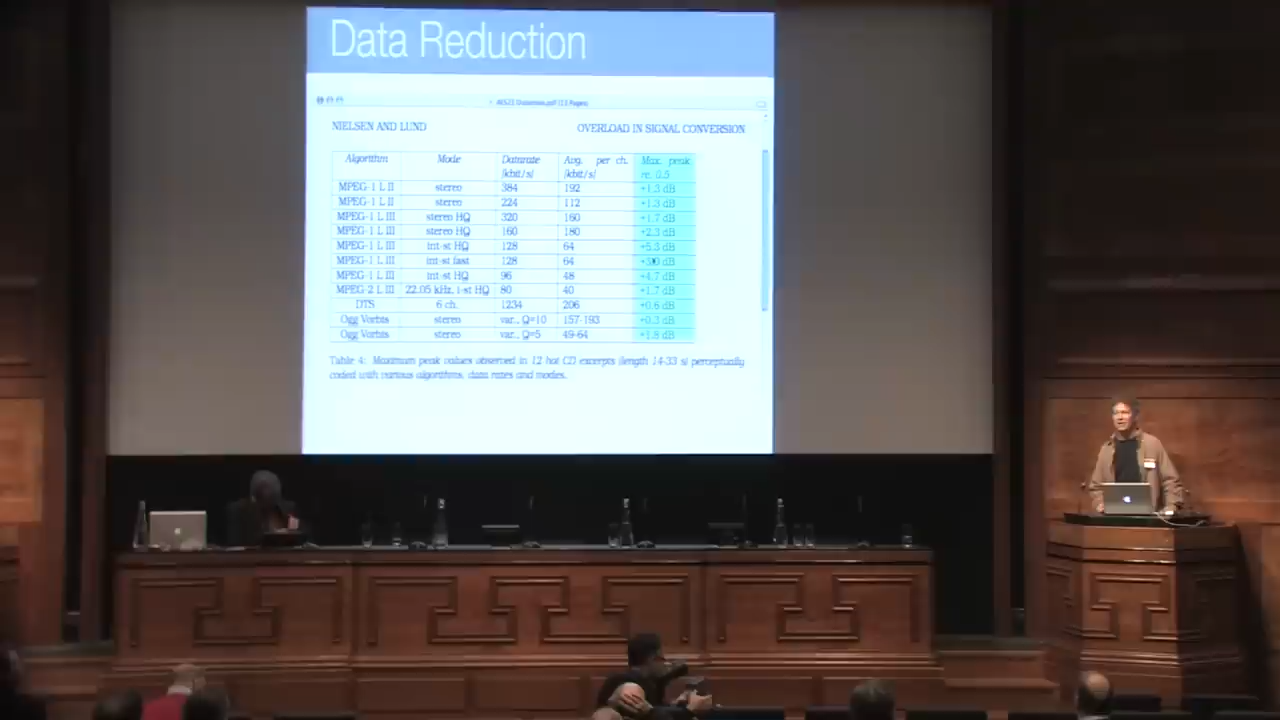 Data Reduction
NIELSEN AND LUND OVERLOAD IN SIGNAL CONVERSION
Algorithm Mode Datarate Avg. per ch. Max. peak
[kbit/s] [kbit/s] re. 0.5
MPEG-1 L II stereo 384 192 +1.3 dB
MPEG-1 L II stereo 224 112 +1.3 dB
MPEG-1 L III stereo HQ 320 160 +1.7 dB
MPEG-1 L III stereo HQ 160 180 +2.3 dB
MPEG-1 L III int-st HQ 128 64 +5.3 dB
MPEG-1 L III int-st fast 128 64 dB
MPEG-1 L III int-st HQ 96 48 +4.7 dB
MPEG-2 L III 22.05 kHz, i-st HQ 80 40 +1.7 dB
DTS 6 ch. 1234 206 +0.6 dB
Ogg Vorbis stereo var., Q=10 157-193 +0.3 dB
Ogg Vorbis stereo var., Q=5 49-64 +1.8 dB
Table 4: Maximum peak values observed in 12 hot CD excerpts (length 14-33 s) perceptually
coded with various algorithms, data rates and modes.